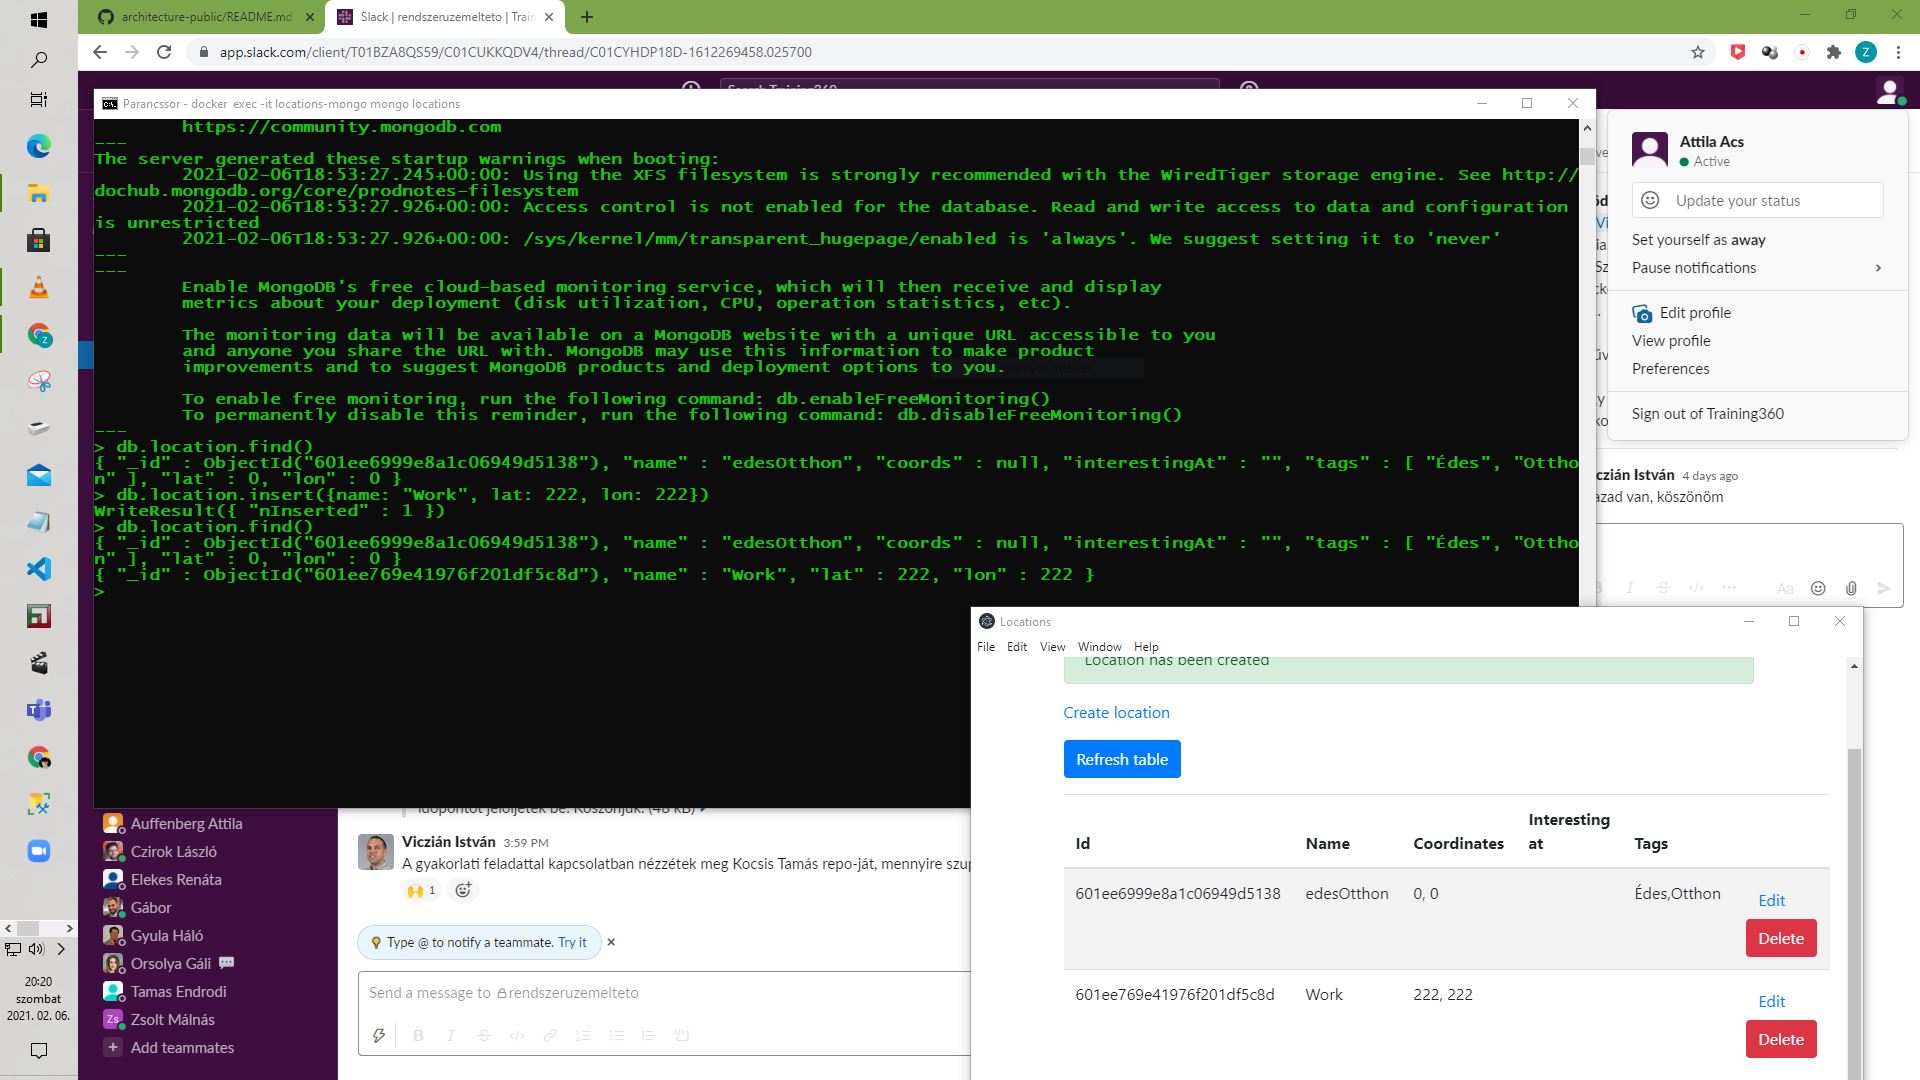 architecture-public/README.md
Slack | rendszeruzemelteto | Train
app.slack.com/client/T01BZA8QS59/C01CUKKQDV4/thread/C01CYHDP18D-1612269458.025700
Z
Search Training360
Parancssor - docker exec -it locations-mongo mongo locations
https://community.mongodb.com
---
The server generated these startup warnings when booting:
2021-02-06T18:53:27.245+00:00: Using the XFS filesystem is strongly recommended with the WiredTiger storage engine. See http://
dochub.mongodb.org/core/prodnotes-filesystem
2021-02-06T18:53:27.926+00:00: Access control is not enabled for the database. Read and write access to data and configuration
is unrestricted
2021-02-06T18:53:27.926+00:00: /sys/kernel/mm/transparent_hugepage/enabled is 'always'. We suggest setting it to 'never'
---
---
Enable MongoDB's free cloud-based monitoring service, which will then receive and display
metrics about your deployment (disk utilization, CPU, operation statistics, etc).
The monitoring data will be available on a MongoDB website with a unique URL accessible to you
and anyone you share the URL with. MongoDB may use this information to make product
improvements and to suggest MongoDB products and deployment options to you.
To enable free monitoring, run the following command: db.enableFreeMonitoring()
To permanently disable this reminder, run the following command: db.disableFreeMonitoring()
---
> db.location.find()
{ "_id" : ObjectId("601ee6999e8a1c06949d5138"), "name" : "edesOtthon", "coords" : null, "interestingAt" : "", "tags" : [ "Édes", "Ottho
n" ], "lat" : 0, "lon" : 0 }
> db.location.insert({name: "Work", lat: 222, lon: 222})
WriteResult({ "nInserted" : 1 })
> db.location.find()
{ "_id" : ObjectId("601ee6999e8a1c06949d5138"), "name" : "edesOtthon", "coords" : null, "interestingAt" : "", "tags" : [ "Édes", "Ottho
n" ], "lat" : 0, "lon" : 0 }
{ "_id" : ObjectId("601ee769e41976f201df5c8d"), "name" : "Work", "lat" : 222, "lon" : 222 }
>
Attila Acs
Active
Update your status
Set yourself as away
Pause notifications
Edit profile
View profile
Preferences
Sign out of Training360
czián István 4 days ago
azad van, köszönöm
Locations
File Edit View Window Help
Location has been created
Create location
Refresh table
Id Name Coordinates Interesting at Tags
601ee6999e8a1c06949d5138 edesOtthon 0, 0 Édes,Otthon Edit
Delete
601ee769e41976f201df5c8d Work 222, 222 Edit
Delete
időpontot jelöljétek be. Köszönjük. (48 kB)
Viczián István 3:59 PM
A gyakorlati feladattal kapcsolatban nézzétek meg Kocsis Tamás repo-ját, mennyire szup
1
Type @ to notify a teammate. Try it
Send a message to rendszeruzemelteto
Auffenberg Attila
Czirok László
Elekes Renáta
Gábor
Gyula Háló
Orsolya Gáli
Tamas Endrodi
Zs Zsolt Málnás
+ Add teammates
20:20
szombat
2021. 02. 06.